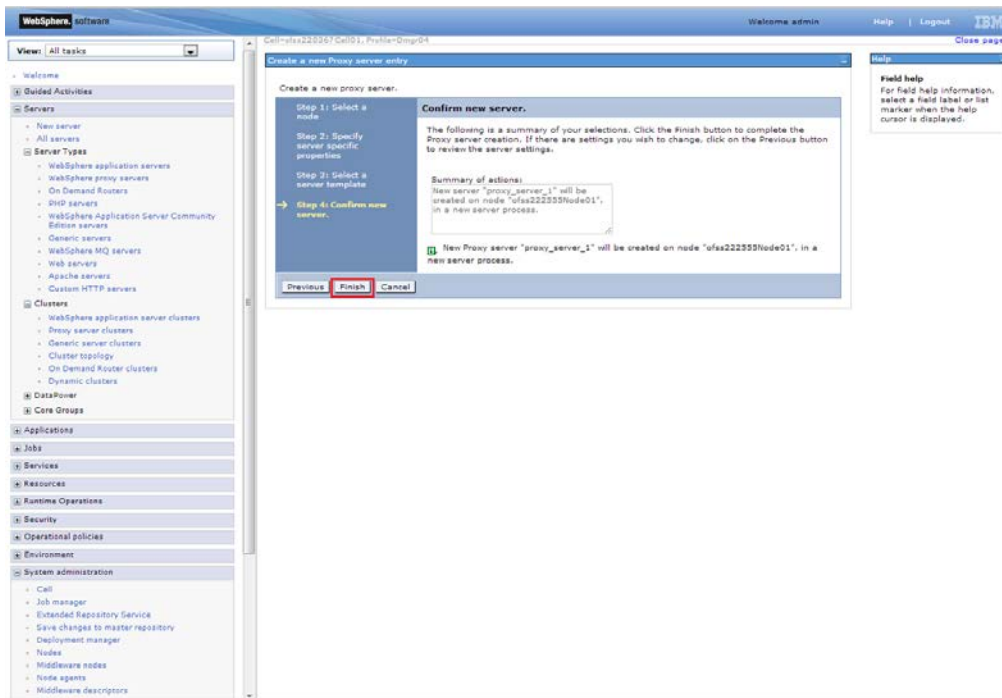 WebSphere. software
Welcome admin
Help | Logout
IBM
View: All tasks
Cell=ofss220267Cell01, Profile=Dmgr04
Close page
Welcome
Guided Activities
Servers
New server
All servers
Server Types
WebSphere application servers
WebSphere proxy servers
On Demand Routers
PHP servers
WebSphere Application Server Community
Edition servers
Generic servers
WebSphere MQ servers
Web servers
Apache servers
Custom HTTP servers
Clusters
WebSphere application server clusters
Proxy server clusters
Generic server clusters
Cluster topology
On Demand Router clusters
Dynamic clusters
DataPower
Core Groups
Applications
Jobs
Services
Resources
Runtime Operations
Security
Operational policies
Environment
System administration
Cell
Job manager
Extended Repository Service
Save changes to master repository
Deployment manager
Nodes
Middleware nodes
Node agents
Middleware descriptors
Create a new Proxy server entry
Create a new proxy server.
Step 1: Select a
node
Step 2: Specify
server specific
properties
Step 3: Select a
server template
Step 4: Confirm new
server.
Confirm new server.
The following is a summary of your selections. Click the Finish button to complete the
Proxy server creation. If there are settings you wish to change, click on the Previous button
to review the server settings.
Summary of actions:
New server "proxy_server_1" will be
created on node "ofss222555Node01",
in a new server process.
New Proxy server "proxy_server_1" will be created on node "ofss222555Node01", in a
new server process.
Previous Finish Cancel
Help
Field help
For field help information,
select a field label or list
marker when the help
cursor is displayed.